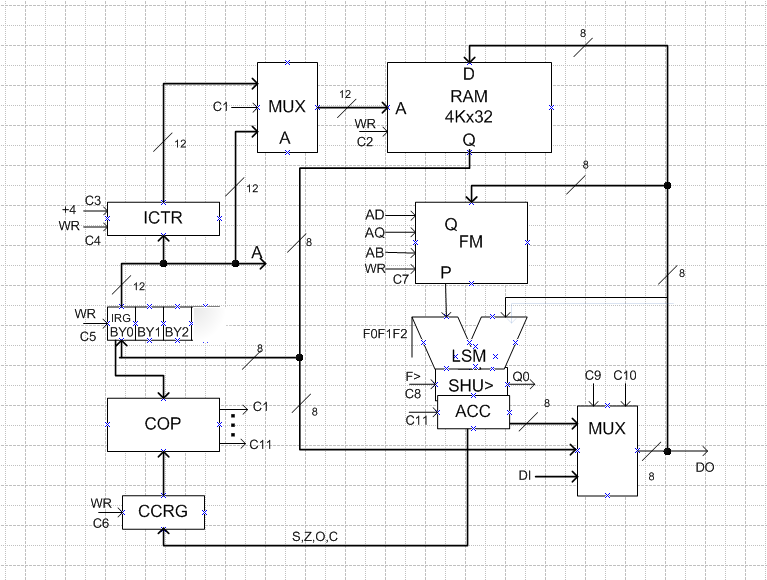 8
D
MUX
RAM
4Kx32
C1
12
A
A
WR
C2
Q
12
12
8
C3
+4
WR
C4
ICTR
AD
AQ
AB
WR
C7
Q
FM
P
A
8
8
12
WR
C5
IRG
BY0
BY1
BY2
F0F1F2
LSM
8
F>
C8
SHU>
Q0
C9
C10
COP
C1
C11
8
C11
ACC
8
MUX
DI
8
DO
WR
C6
CCRG
S,Z,O,C